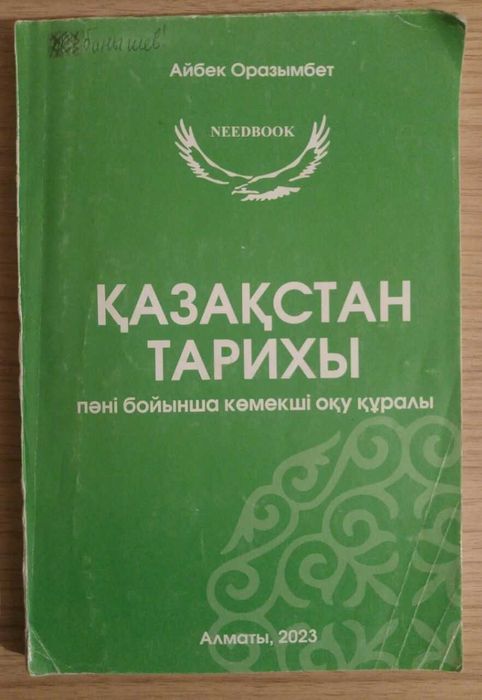 Айбек Оразымбет
NEEDBOOK
ҚАЗАҚСТАН
ТАРИХЫ
пәні бойынша көмекші оқу құралы
Алматы, 2023